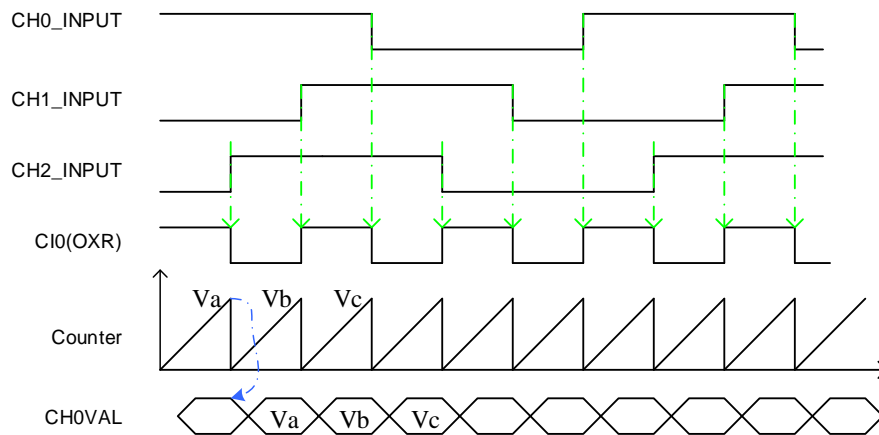 CH0_INPUT
CH1_INPUT
CH2_INPUT
CI0(OXR)
Va Vb Vc
Counter
CH0VAL Va Vb Vc